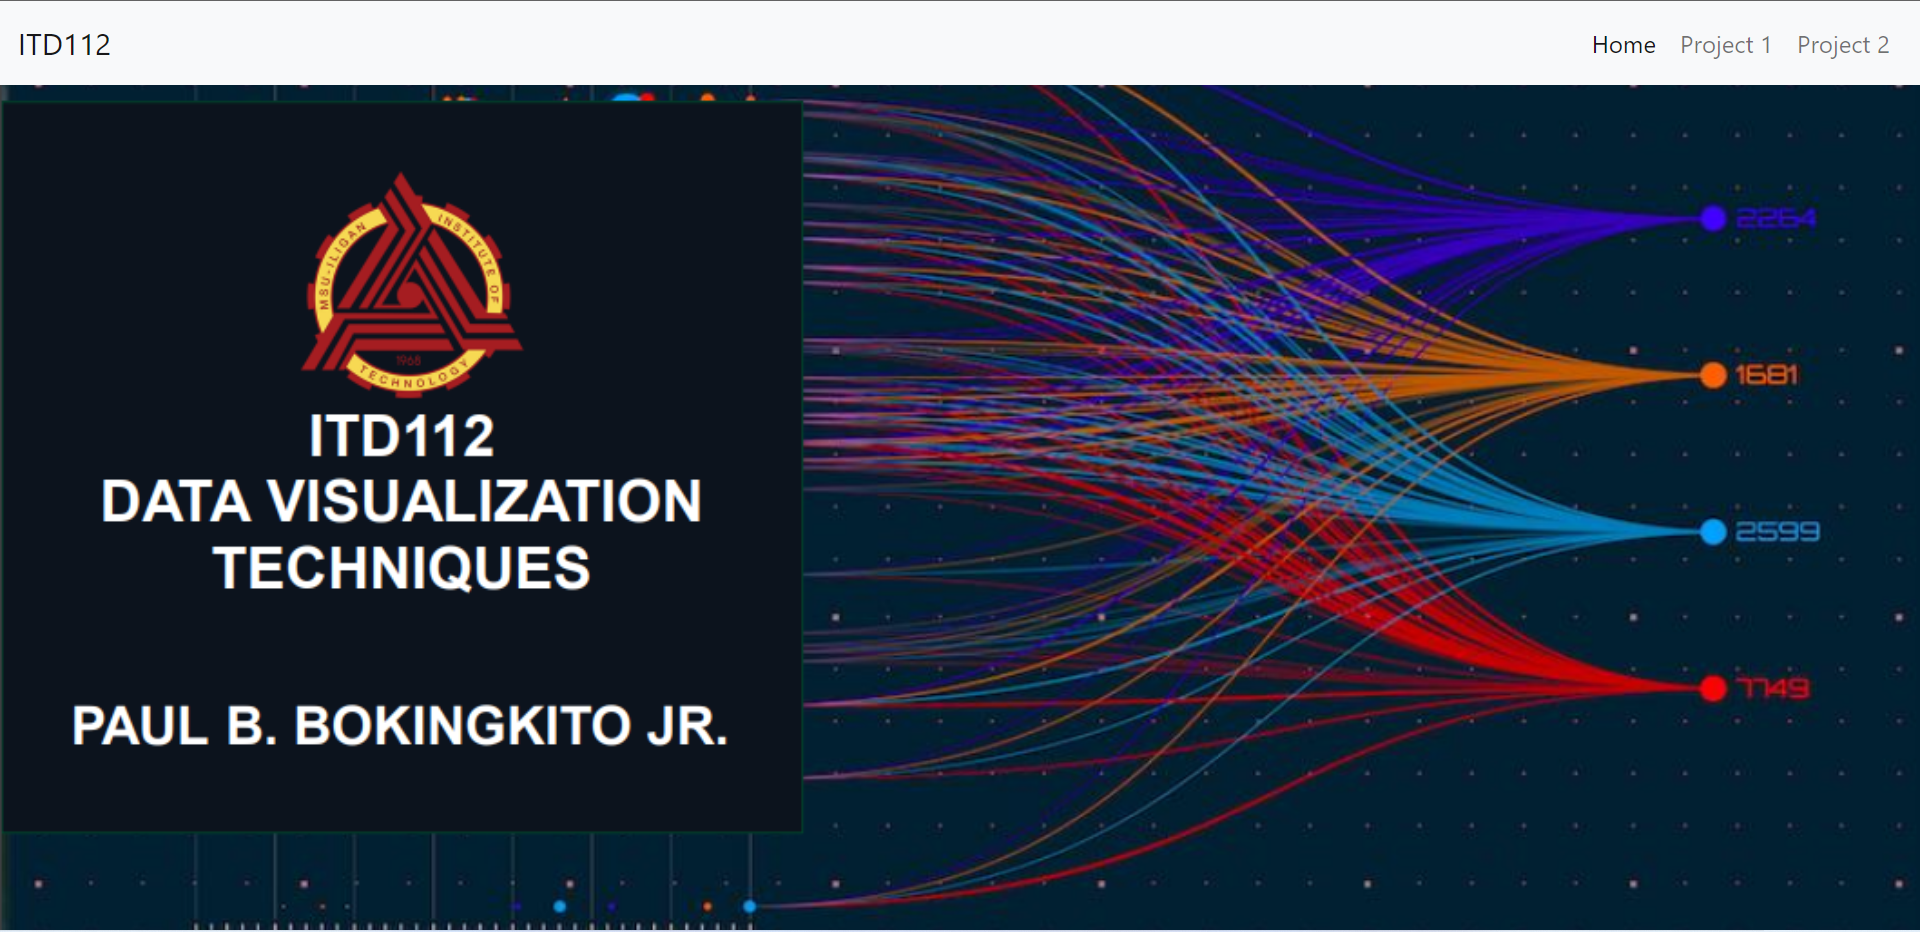 ITD112
Home Project 1 Project 2
MSU-ILIGAN INSTITUTE OF TECHNOLOGY
1968
ITD112
DATA VISUALIZATION
TECHNIQUES
PAUL B. BOKINGKITO JR.
2264
1681
2599
7749